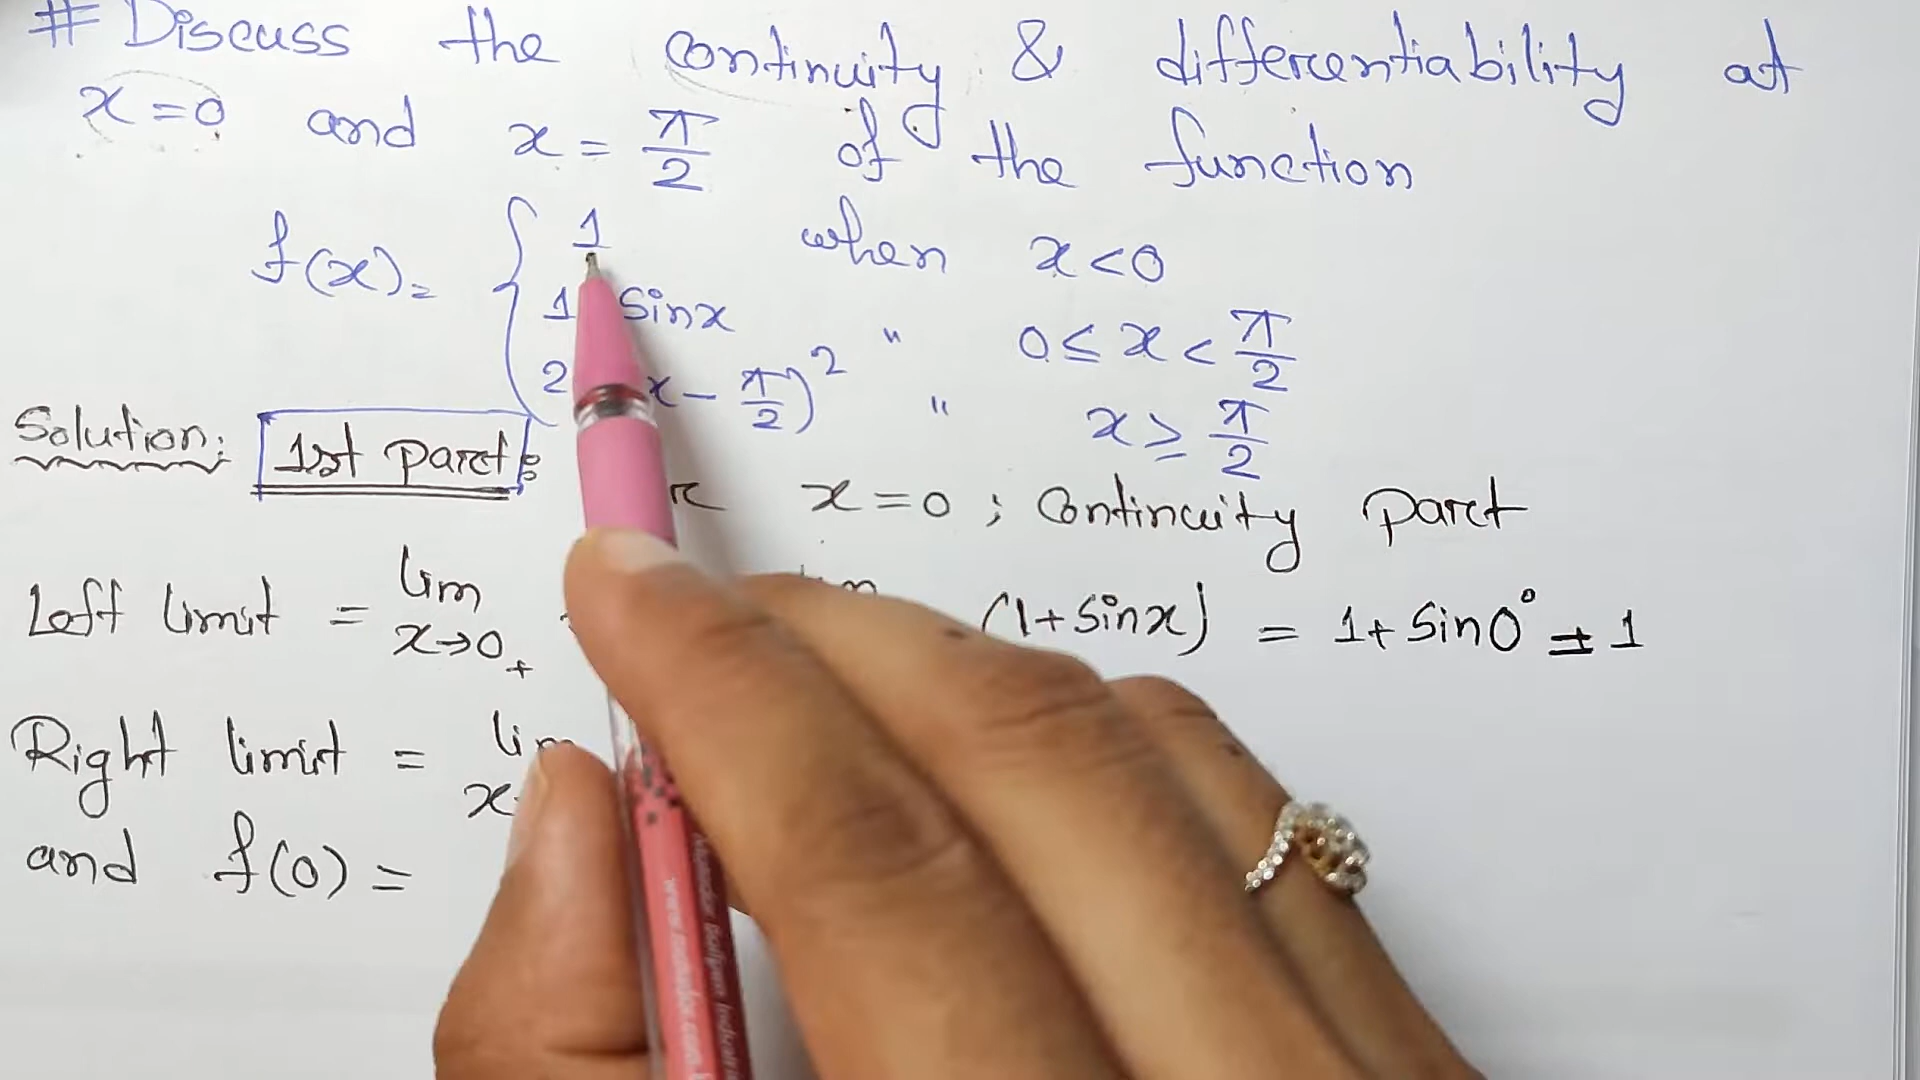 # Discuss the continuity & differentiability at
x=0 and x = π/2 of the function
f(x) = { 1 when x<0
1 sinx " 0 ≤ x < π/2
2 x - π/2)² " x ≥ π/2
Solution: 1st part: x=0 ; Continuity part
Left limit = lim x→0+ (1+sinx) = 1+ sin0° = 1
Right limit = lim x
and f(0) =